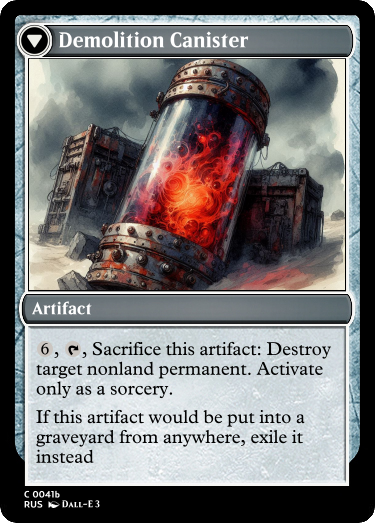 Demolition Canister
Artifact
6, , Sacrifice this artifact: Destroy
target nonland permanent. Activate
only as a sorcery.
If this artifact would be put into a
graveyard from anywhere, exile it
instead
C 0041b
RUS DALL-E 3